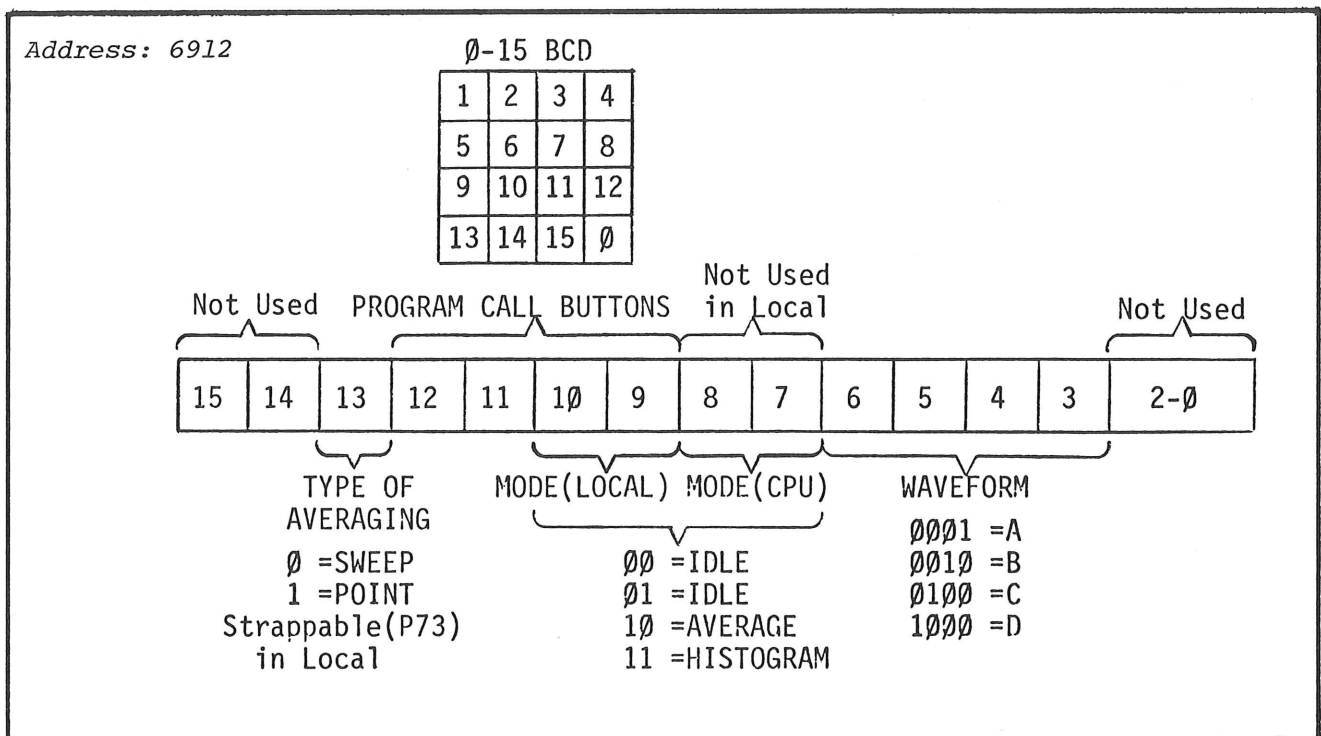 Address: 6912
Ø-15 BCD
1 2 3 4
5 6 7 8
9 10 11 12
13 14 15 Ø
Not Used PROGRAM CALL BUTTONS Not Used in Local Not Used
15 14 13 12 11 1Ø 9 8 7 6 5 4 3 2-Ø
TYPE OF AVERAGING
Ø =SWEEP
1 =POINT
Strappable(P73)
in Local
MODE(LOCAL) MODE(CPU)
ØØ =IDLE
Ø1 =IDLE
1Ø =AVERAGE
11 =HISTOGRAM
WAVEFORM
ØØØ1 =A
ØØ1Ø =B
Ø1ØØ =C
1ØØØ =D